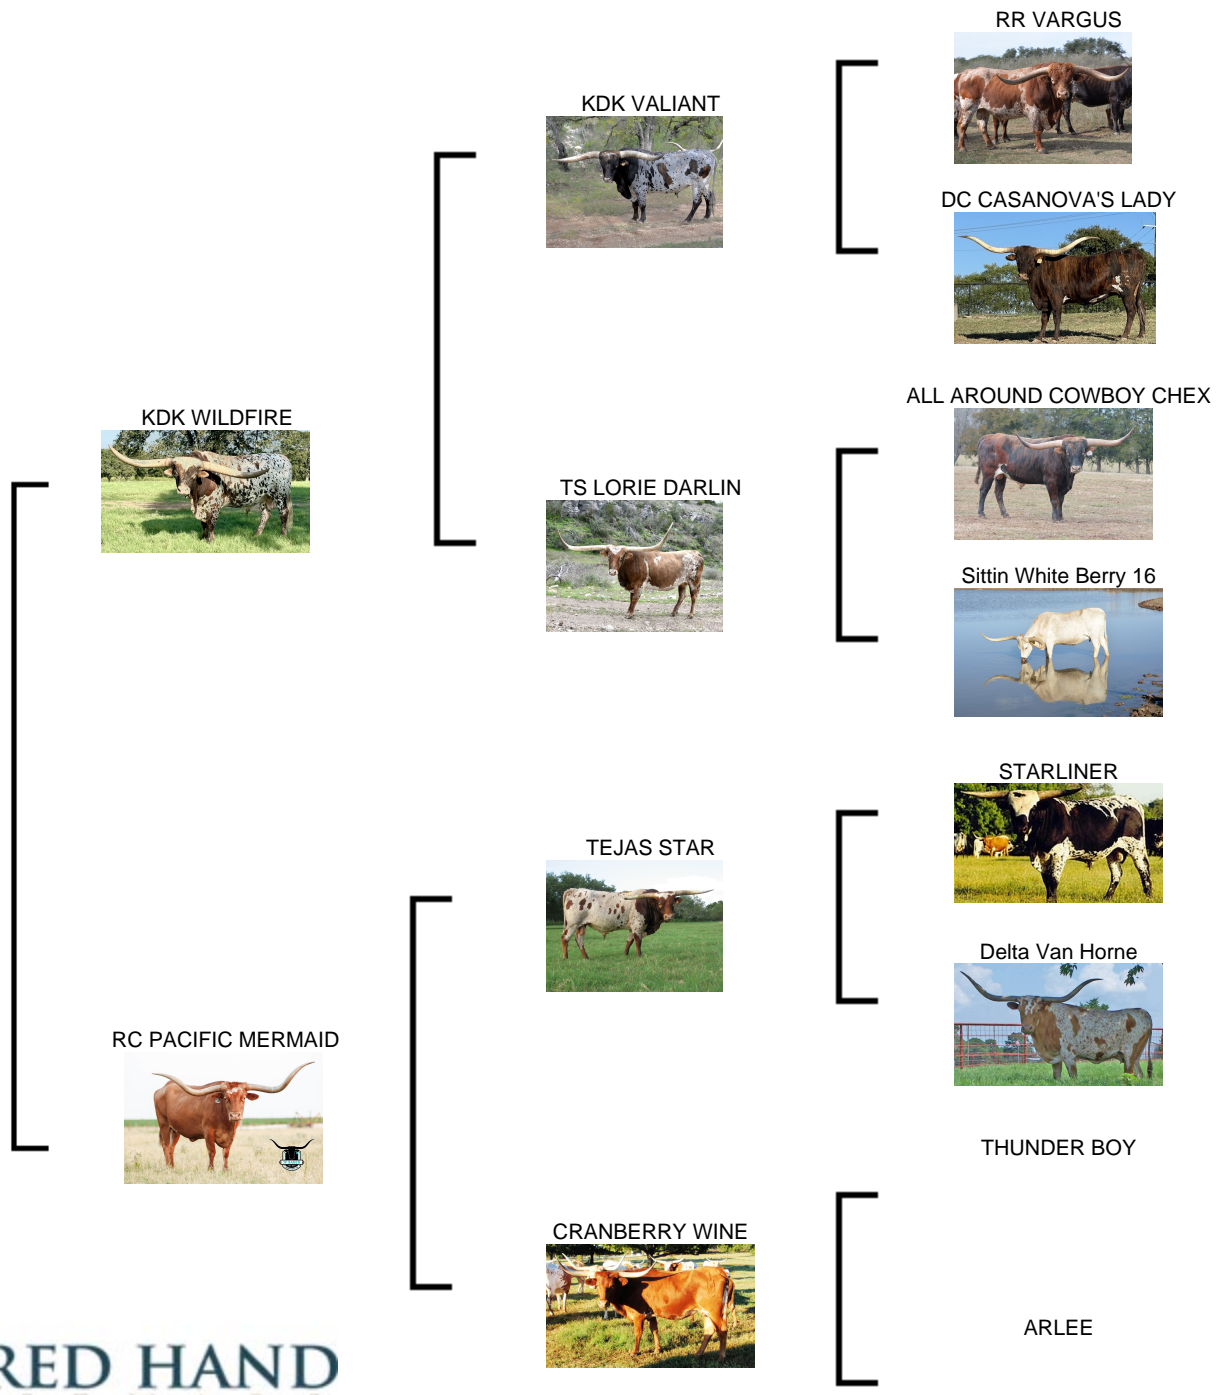 RR VARGUS
KDK VALIANT
DC CASANOVA'S LADY
ALL AROUND COWBOY CHEX
KDK WILDFIRE
TS LORIE DARLIN
Sittin White Berry 16
STARLINER
TEJAS STAR
Delta Van Horne
RC PACIFIC MERMAID
THUNDER BOY
CRANBERRY WINE
ARLEE
RED HAND